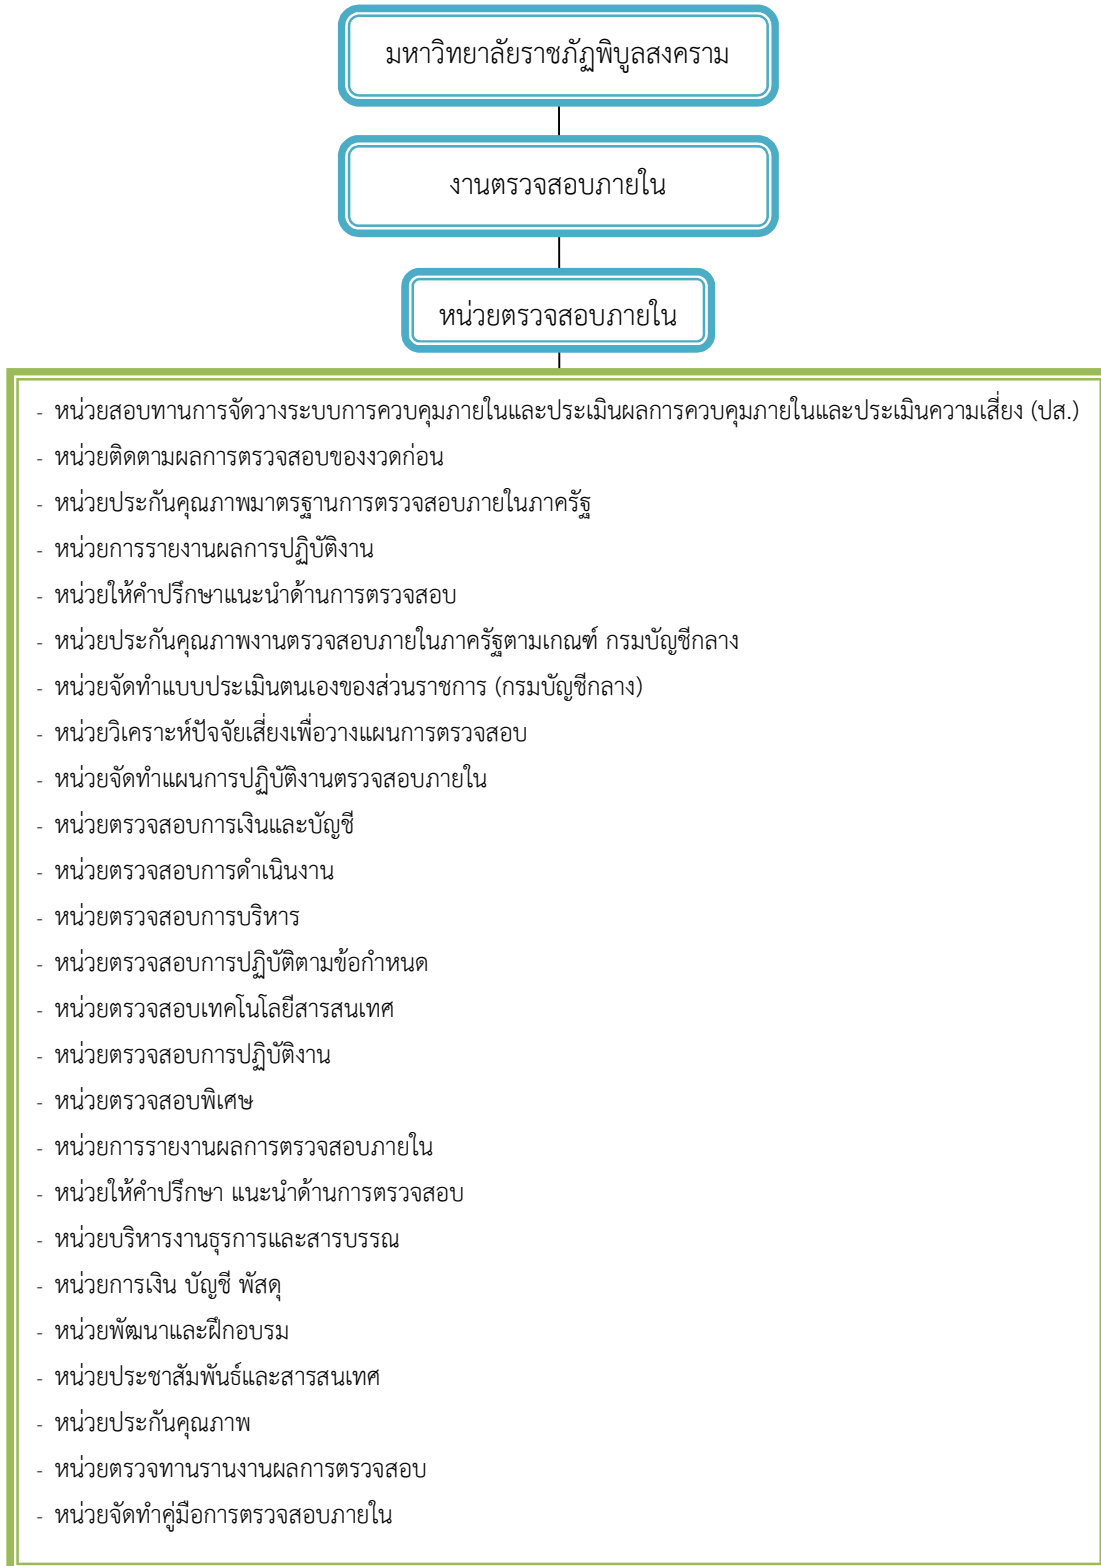 มหาวิทยาลัยราชภัฏพิบูลสงคราม
งานตรวจสอบภายใน
หน่วยตรวจสอบภายใน
- หน่วยสอบทานการจัดวางระบบการควบคุมภายในและประเมินผลการควบคุมภายในและประเมินความเสี่ยง (ปส.)
- หน่วยติดตามผลการตรวจสอบของงวดก่อน
- หน่วยประกันคุณภาพมาตรฐานการตรวจสอบภายในภาครัฐ
- หน่วยการรายงานผลการปฏิบัติงาน
- หน่วยให้คำปรึกษาแนะนำด้านการตรวจสอบ
- หน่วยประกันคุณภาพงานตรวจสอบภายในภาครัฐตามเกณฑ์ กรมบัญชีกลาง
- หน่วยจัดทำแบบประเมินตนเองของส่วนราชการ (กรมบัญชีกลาง)
- หน่วยวิเคราะห์ปัจจัยเสี่ยงเพื่อวางแผนการตรวจสอบ
- หน่วยจัดทำแผนการปฏิบัติงานตรวจสอบภายใน
- หน่วยตรวจสอบการเงินและบัญชี
- หน่วยตรวจสอบการดำเนินงาน
- หน่วยตรวจสอบการบริหาร
- หน่วยตรวจสอบการปฏิบัติตามข้อกำหนด
- หน่วยตรวจสอบเทคโนโลยีสารสนเทศ
- หน่วยตรวจสอบการปฏิบัติงาน
- หน่วยตรวจสอบพิเศษ
- หน่วยการรายงานผลการตรวจสอบภายใน
- หน่วยให้คำปรึกษา แนะนำด้านการตรวจสอบ
- หน่วยบริหารงานธุรการและสารบรรณ
- หน่วยการเงิน บัญชี พัสดุ
- หน่วยพัฒนาและฝึกอบรม
- หน่วยประชาสัมพันธ์และสารสนเทศ
- หน่วยประกันคุณภาพ
- หน่วยตรวจทานรานงานผลการตรวจสอบ
- หน่วยจัดทำคู่มือการตรวจสอบภายใน